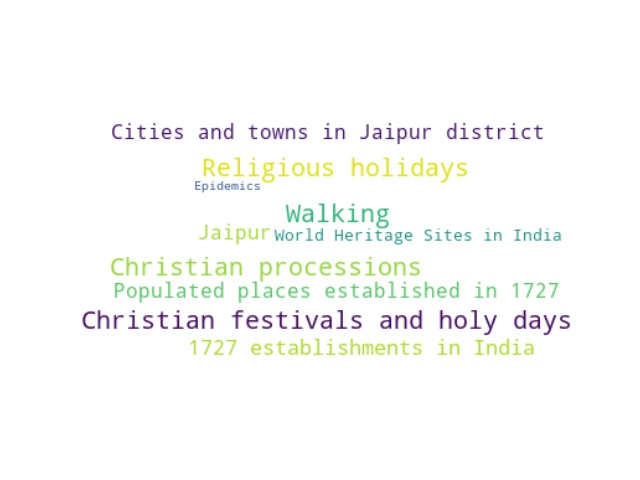 Cities and towns in Jaipur district
Religious holidays
Epidemics
Walking
Jaipur
World Heritage Sites in India
Christian processions
Populated places established in 1727
Christian festivals and holy days
1727 establishments in India